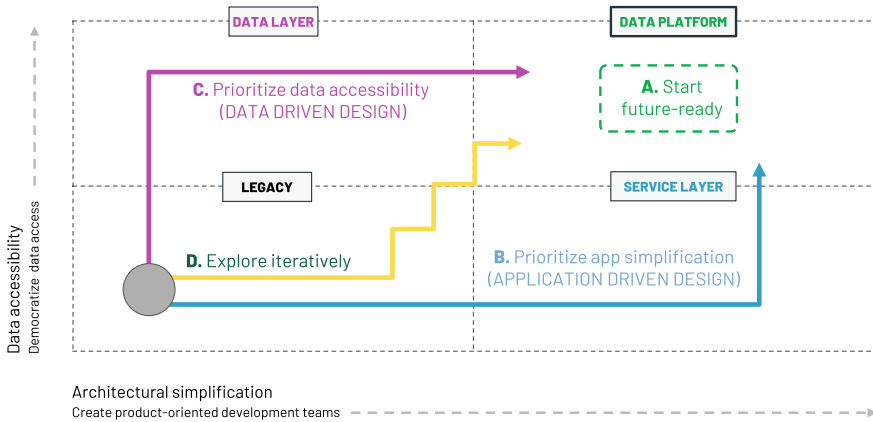 DATA LAYER
DATA PLATFORM
C. Prioritize data accessibility
(DATA DRIVEN DESIGN)
A. Start
future-ready
LEGACY
SERVICE LAYER
D. Explore iteratively
B. Prioritize app simplification
(APPLICATION DRIVEN DESIGN)
Data accessibility
Democratize data access
Architectural simplification
Create product-oriented development teams